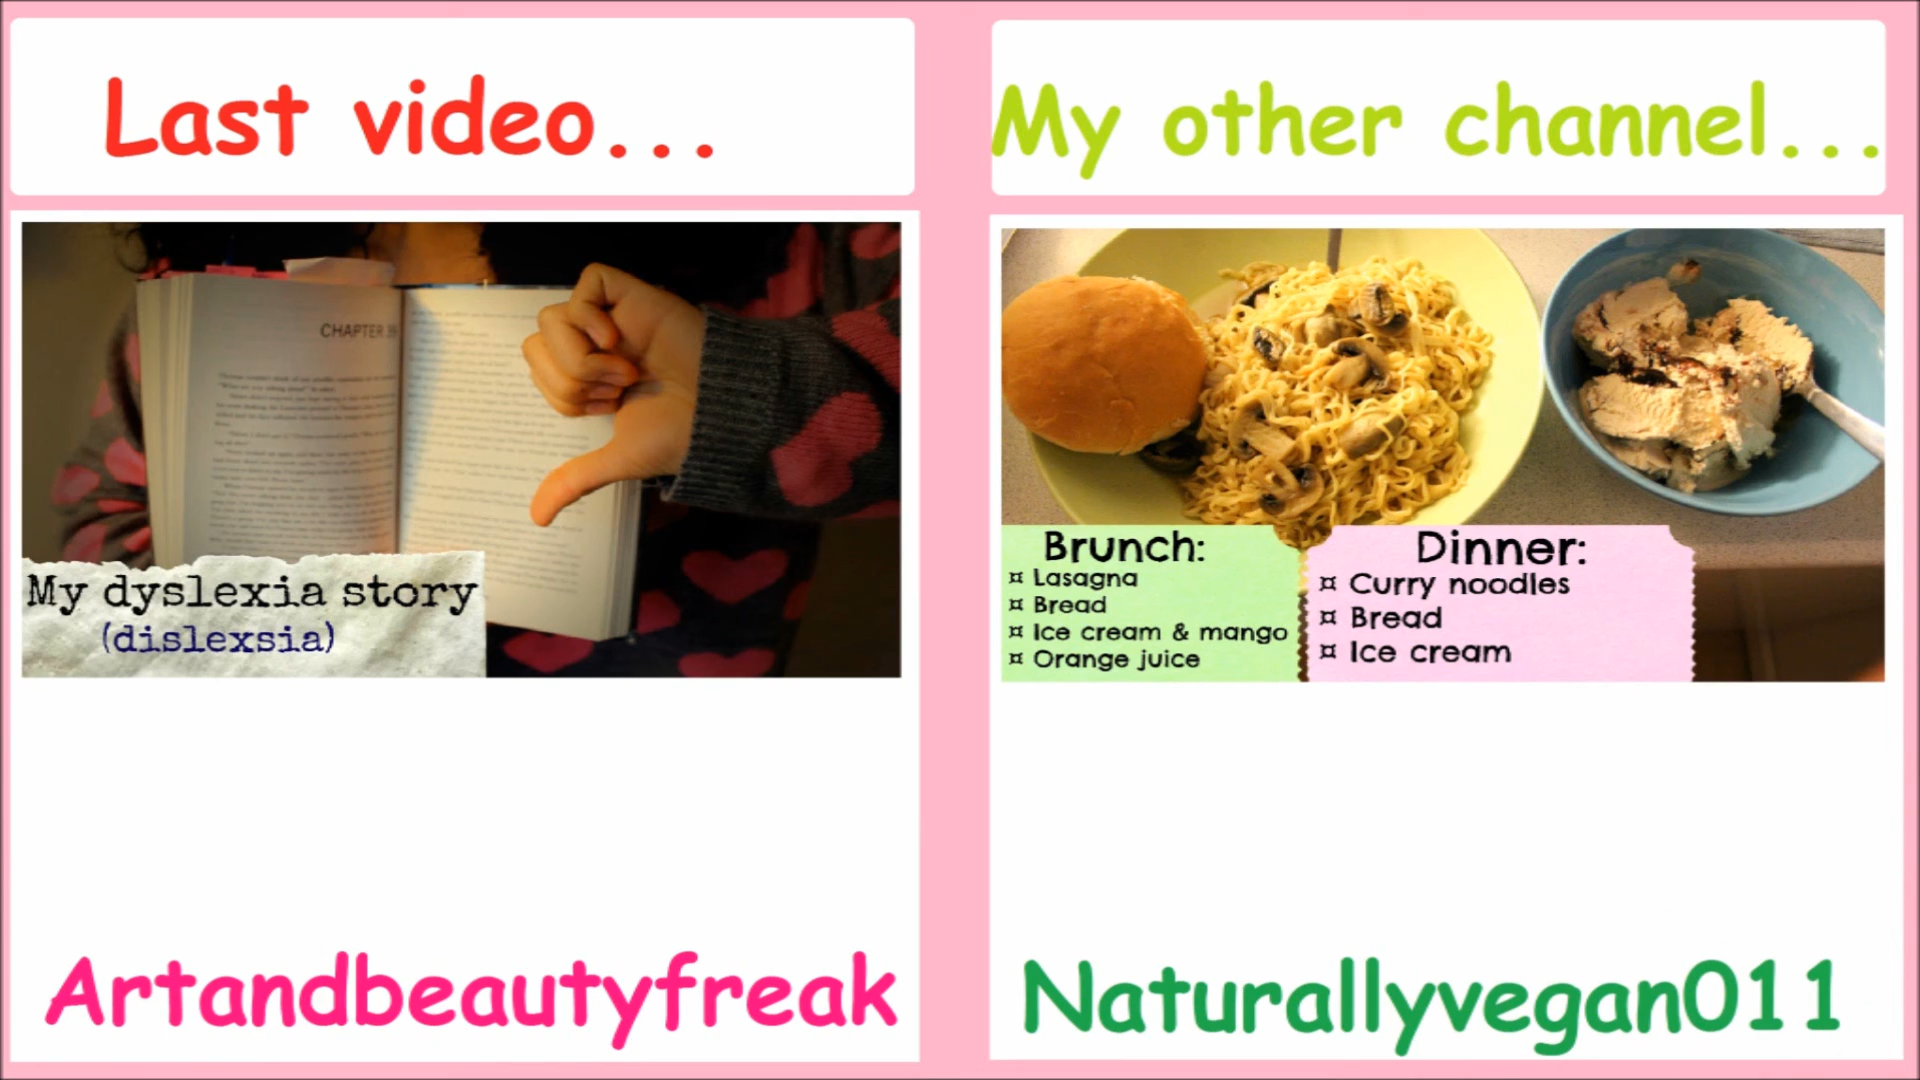 Last video...
My other channel...
CHAPTER
My dyslexia story
(dislexsia)
Brunch:
¤ Lasagna
¤ Bread
¤ Ice cream & mango
¤ Orange juice
Dinner:
¤ Curry noodles
¤ Bread
¤ Ice cream
Artandbeautyfreak
Naturallyvegan011